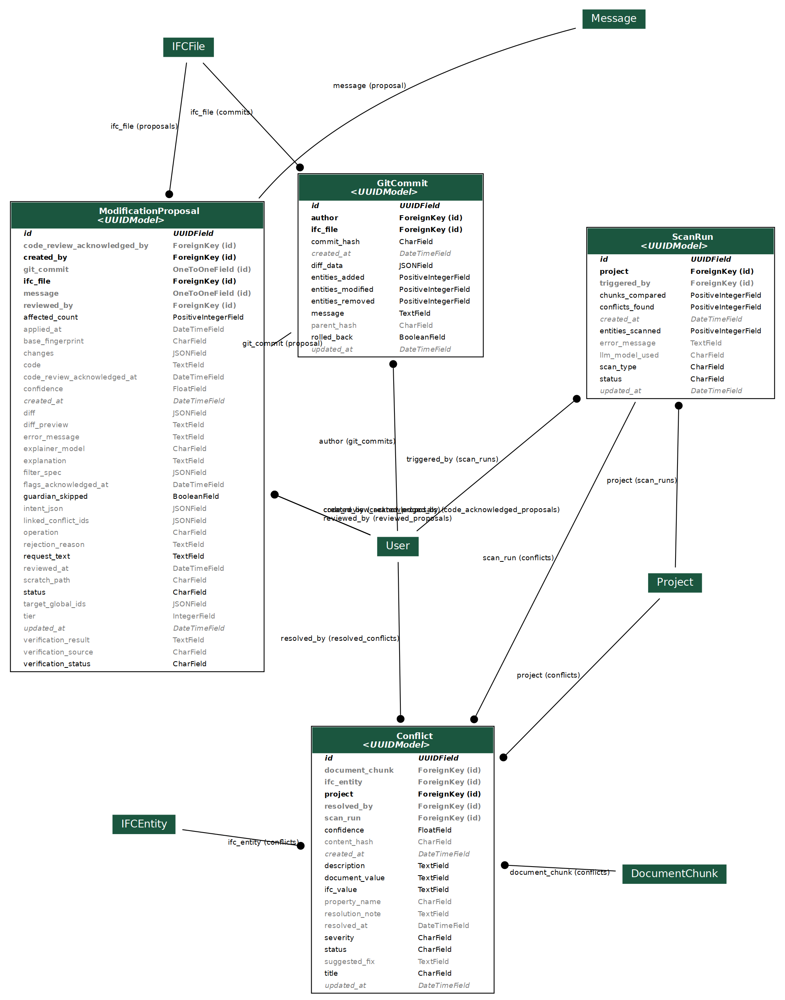 Message
IFCFile
message (proposal)
ifc_file (commits)
ifc_file (proposals)
GitCommit
<UUIDModel>
id UUIDField
author ForeignKey (id)
ifc_file ForeignKey (id)
commit_hash CharField
created_at DateTimeField
diff_data JSONField
entities_added PositiveIntegerField
entities_modified PositiveIntegerField
entities_removed PositiveIntegerField
message TextField
parent_hash CharField
rolled_back BooleanField
updated_at DateTimeField
ModificationProposal
<UUIDModel>
id UUIDField
code_review_acknowledged_by ForeignKey (id)
created_by ForeignKey (id)
git_commit OneToOneField (id)
ifc_file ForeignKey (id)
message OneToOneField (id)
reviewed_by ForeignKey (id)
affected_count PositiveIntegerField
applied_at DateTimeField
base_fingerprint CharField
changes JSONField
code TextField
code_review_acknowledged_at DateTimeField
confidence FloatField
created_at DateTimeField
diff JSONField
diff_preview TextField
error_message TextField
explainer_model CharField
explanation TextField
filter_spec JSONField
flags_acknowledged_at DateTimeField
guardian_skipped BooleanField
intent_json JSONField
linked_conflict_ids JSONField
operation CharField
rejection_reason TextField
request_text TextField
reviewed_at DateTimeField
scratch_path CharField
status CharField
target_global_ids JSONField
tier IntegerField
updated_at DateTimeField
verification_result TextField
verification_source CharField
verification_status CharField
ScanRun
<UUIDModel>
id UUIDField
project ForeignKey (id)
triggered_by ForeignKey (id)
chunks_compared PositiveIntegerField
conflicts_found PositiveIntegerField
created_at DateTimeField
entities_scanned PositiveIntegerField
error_message TextField
llm_model_used CharField
scan_type CharField
status CharField
updated_at DateTimeField
git_commit (proposal)
author (git_commits)
triggered_by (scan_runs)
project (scan_runs)
(code_acknowledged_proposals)
reviewed_by (reviewed_proposals)
User
scan_run (conflicts)
Project
resolved_by (resolved_conflicts)
project (conflicts)
Conflict
<UUIDModel>
id UUIDField
document_chunk ForeignKey (id)
ifc_entity ForeignKey (id)
project ForeignKey (id)
resolved_by ForeignKey (id)
scan_run ForeignKey (id)
confidence FloatField
content_hash CharField
created_at DateTimeField
description TextField
document_value TextField
ifc_value TextField
property_name CharField
resolution_note TextField
resolved_at DateTimeField
severity CharField
status CharField
suggested_fix TextField
title CharField
updated_at DateTimeField
IFCEntity
ifc_entity (conflicts)
document_chunk (conflicts)
DocumentChunk